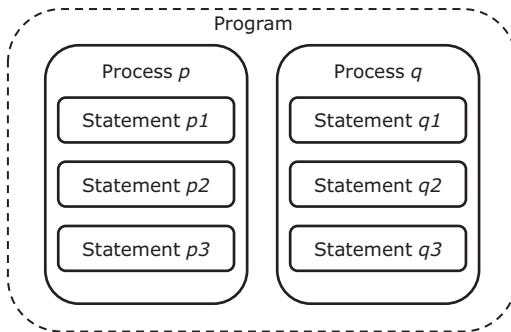 Program
Process p
Statement p1
Statement p2
Statement p3
Process q
Statement q1
Statement q2
Statement q3